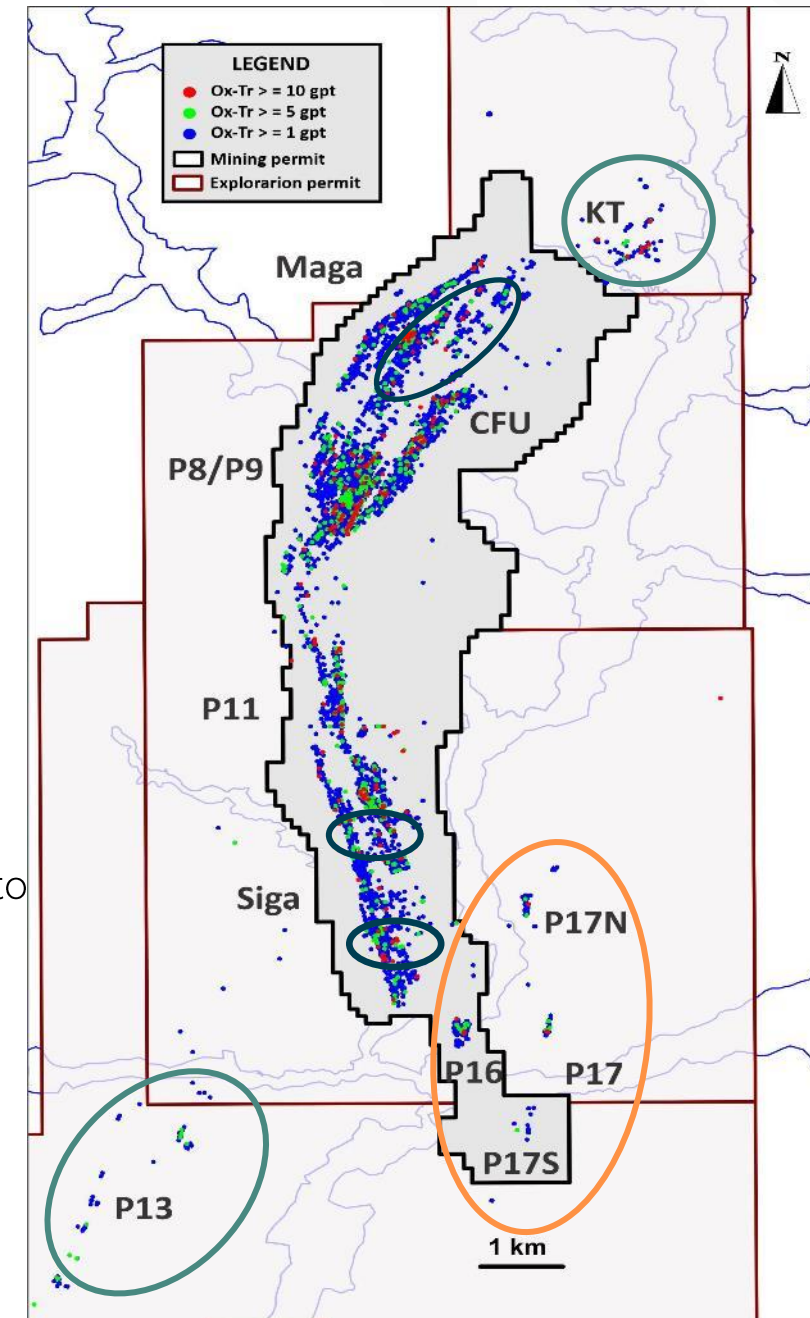 LEGEND
Ox-Tr > = 10 gpt
Ox-Tr > = 5 gpt
Ox-Tr > = 1 gpt
Mining permit
Explorarion permit
N
KT
Maga
CFU
P8/P9
P11
to
Siga
P17N
P16
P17
P17S
P13
1 km